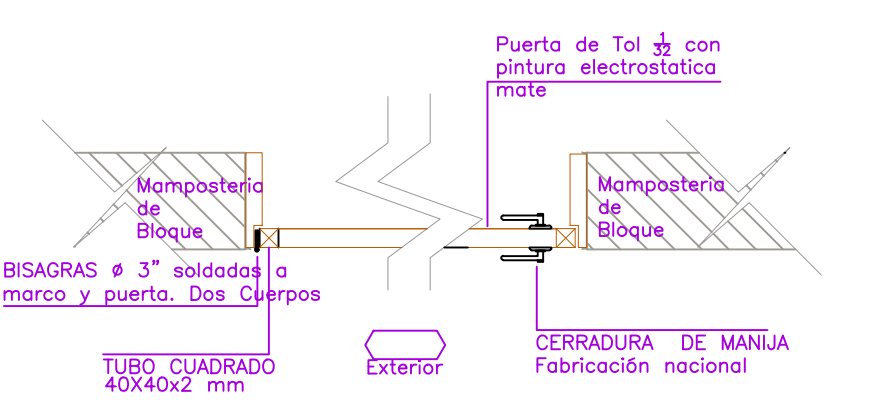 Puerta de Tol 1/32 con
pintura electrostatica
mate
Mamposteria
de
Bloque
Mamposteria
de
Bloque
BISAGRAS ø 3" soldadas a
marco y puerta. Dos Cuerpos
TUBO CUADRADO
40X40x2 mm
Exterior
CERRADURA DE MANIJA
Fabricación nacional